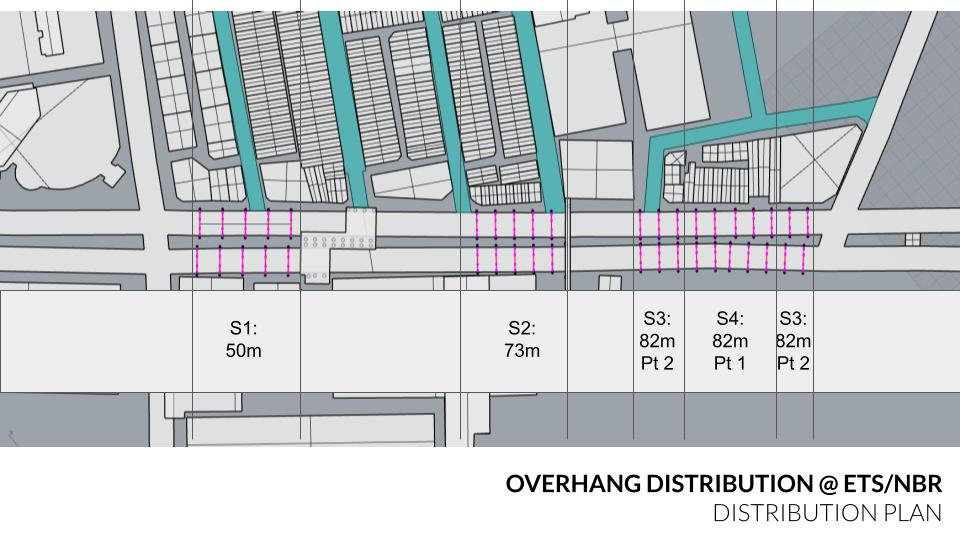 S1:
50m
S2:
73m
S3:
82m
Pt 2
S4:
82m
Pt 1
S3:
82m
Pt 2
OVERHANG DISTRIBUTION @ ETS/NBR
DISTRIBUTION PLAN